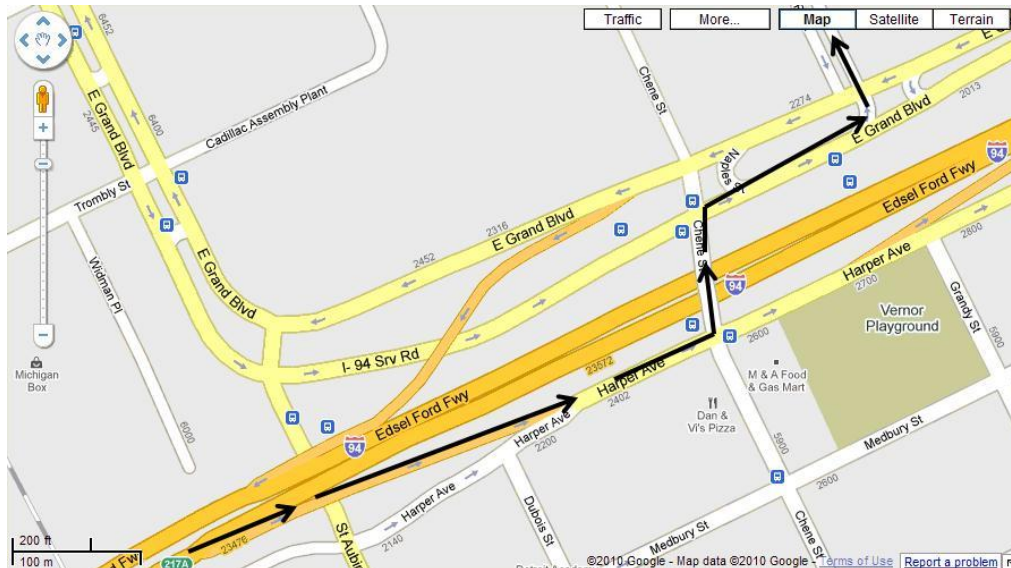 Traffic
More...
Map
Satellite
Terrain
6452
E Grand Blvd
2445
6400
Cadillac Assembly Plant
Trombly St
Widman Pl
6000
Michigan
Box
E Grand Blvd
Chene St
2274
E Gr
E Grand Blvd
2013
Naples St
2316
E Grand Blvd
2452
I- 94 Srv Rd
Chene St
94
Edsel Ford Fwy
94
Harper Ave
2800
2700
2600
Vernor
Playground
Grandy St
5900
M & A Food
& Gas Mart
23572
Harper Ave
2402
Edsel Ford Fwy
94
Harper Ave
2200
Dan &
Vi's Pizza
5900
Medbury St
2600
Harper Ave
2140
Dubois St
St Aubin
23476
Medbury St
Chene St
200 ft
100 m
217A
d Fwy
©2010 Google - Map data ©2010 Google - Terms of Use
Report a problem